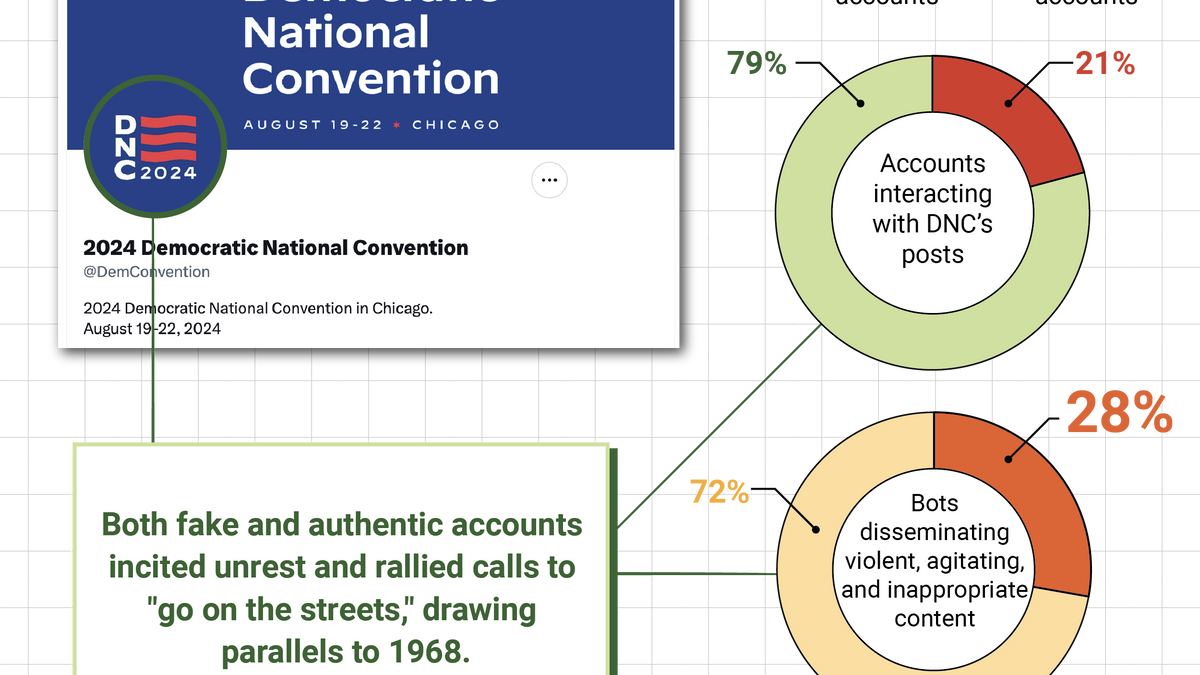 National
Convention
AUGUST 19-22 * CHICAGO
DNC
2024
2024 Democratic National Convention
@DemConvention
2024 Democratic National Convention in Chicago.
August 19-22, 2024
Both fake and authentic accounts
incited unrest and rallied calls to
"go on the streets," drawing
parallels to 1968.
accounts
accounts
79%
21%
Accounts
interacting
with DNC’s
posts
28%
72%
Bots
disseminating
violent, agitating,
and inappropriate
content